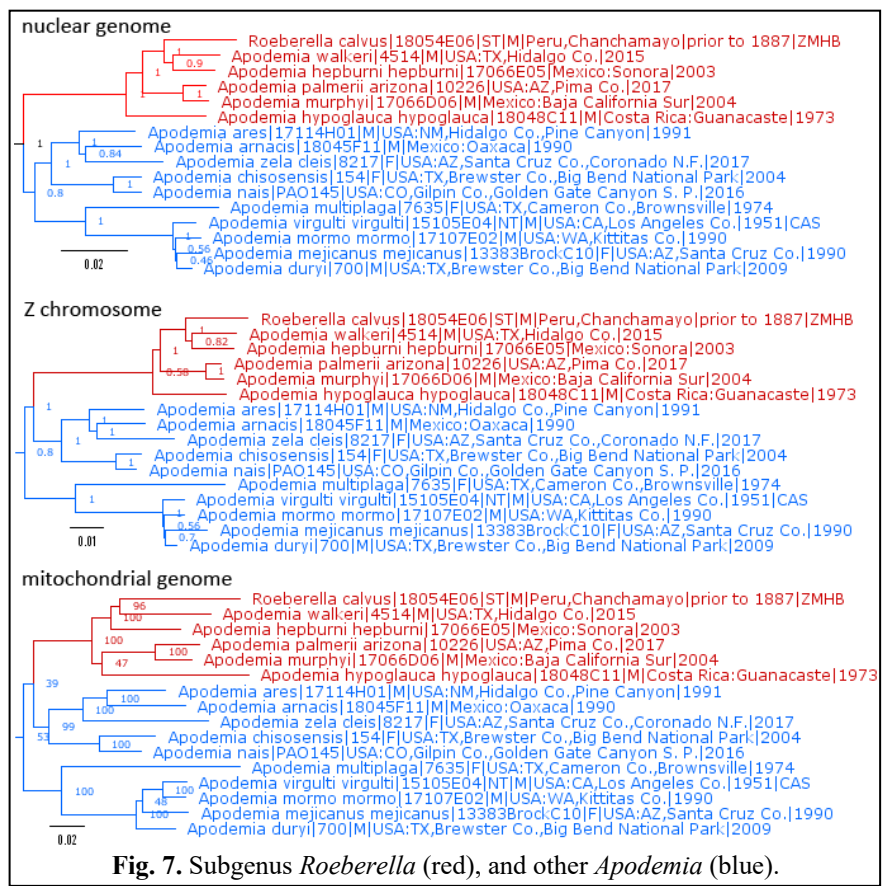 nuclear genome
Roeberella calvus|18054E06|ST|M|Peru,Chanchamayo|prior to 1887|ZMHB
1
Apodemia walkeri|4514|M|USA:TX,Hidalgo Co.|2015
0.9
Apodemia hepburni hepburni|17066E05|M|Mexico:Sonora|2003
1
Apodemia palmerii arizona|10226|USA:AZ,Pima Co.|2017
1
Apodemia murphyi|17066D06|M|Mexico:Baja California Sur|2004
1
Apodemia hypoglauca hypoglauca|18048C11|M|Costa Rica:Guanacaste|1973
Apodemia ares|17114H01|M|USA:NM,Hidalgo Co.,Pine Canyon|1991
1
1
Apodemia arnacis|18045F11|M|Mexico:Oaxaca|1990
0.84
1
Apodemia zela cleis|8217|F|USA:AZ,Santa Cruz Co.,Coronado N.F.|2017
Apodemia chisosensis|154|F|USA:TX,Brewster Co.,Big Bend National Park|2004
1
0.8
Apodemia nais|PAO145|USA:CO,Gilpin Co.,Golden Gate Canyon S. P.|2016
Apodemia multiplaga|7635|F|USA:TX,Cameron Co.,Brownsville|1974
1
Apodemia virgulti virgulti|15105E04|NT|M|USA:CA,Los Angeles Co.|1951|CAS
1
Apodemia mormo mormo|17107E02|M|USA:WA,Kittitas Co.|1990
0.56
Apodemia mejicanus mejicanus|13383BrockC10|F|USA:AZ,Santa Cruz Co.|1990
0.46
0.02
Apodemia duryi|700|M|USA:TX,Brewster Co.,Big Bend National Park|2009
Z chromosome
Roeberella calvus|18054E06|ST|M|Peru,Chanchamayo|prior to 1887|ZMHB
1
Apodemia walkeri|4514|M|USA:TX,Hidalgo Co.|2015
0.82
1
Apodemia hepburni hepburni|17066E05|Mexico:Sonora|2003
Apodemia palmerii arizona|10226|USA:AZ,Pima Co.|2017
0.58
1
Apodemia murphyi|17066D06|M|Mexico:Baja California Sur|2004
Apodemia hypoglauca hypoglauca|18048C11|M|Costa Rica:Guanacaste|1973
1
Apodemia ares|17114H01|M|USA:NM,Hidalgo Co.,Pine Canyon|1991
1
Apodemia arnacis|18045F11|M|Mexico:Oaxaca|1990
1
1
Apodemia zela cleis|8217|F|USA:AZ,Santa Cruz Co.,Coronado N.F.|2017
0.8
Apodemia chisosensis|154|F|USA:TX,Brewster Co.,Big Bend National Park|2004
1
Apodemia nais|PAO145|USA:CO,Gilpin Co.,Golden Gate Canyon S. P.|2016
Apodemia multiplaga|7635|F|USA:TX,Cameron Co.,Brownsville|1974
1
Apodemia virgulti virgulti|15105E04|NT|M|USA:CA,Los Angeles Co.|1951|CAS
1
Apodemia mormo mormo|17107E02|M|USA:WA,Kittitas Co.|1990
0.56
Apodemia mejicanus mejicanus|13383BrockC10|F|USA:AZ,Santa Cruz Co.|1990
0.7
0.01
Apodemia duryi|700|M|USA:TX,Brewster Co.,Big Bend National Park|2009
mitochondrial genome
Roeberella calvus|18054E06|ST|M|Peru,Chanchamayo|prior to 1887|ZMHB
96
Apodemia walkeri|4514|M|USA:TX,Hidalgo Co.|2015
100
Apodemia hepburni hepburni|17066E05|Mexico:Sonora|2003
100
Apodemia palmerii arizona|10226|USA:AZ,Pima Co.|2017
100
47
Apodemia murphyi|17066D06|M|Mexico:Baja California Sur|2004
Apodemia hypoglauca hypoglauca|18048C11|M|Costa Rica:Guanacaste|1973
39
Apodemia ares|17114H01|M|USA:NM,Hidalgo Co.,Pine Canyon|1991
100
Apodemia arnacis|18045F11|M|Mexico:Oaxaca|1990
100
Apodemia zela cleis|8217|F|USA:AZ,Santa Cruz Co.,Coronado N.F.|2017
99
53
Apodemia chisosensis|154|F|USA:TX,Brewster Co.,Big Bend National Park|2004
100
Apodemia nais|PAO145|USA:CO,Gilpin Co.,Golden Gate Canyon S. P.|2016
Apodemia multiplaga|7635|F|USA:TX,Cameron Co.,Brownsville|1974
100
Apodemia virgulti virgulti|15105E04|NT|M|USA:CA,Los Angeles Co.|1951|CAS
100
Apodemia mormo mormo|17107E02|M|USA:WA,Kittitas Co.|1990
48
Apodemia mejicanus mejicanus|13383BrockC10|F|USA:AZ,Santa Cruz Co.|1990
100
Apodemia duryi|700|M|USA:TX,Brewster Co.,Big Bend National Park|2009
0.02
Fig. 7. Subgenus Roeberella (red), and other Apodemia (blue).